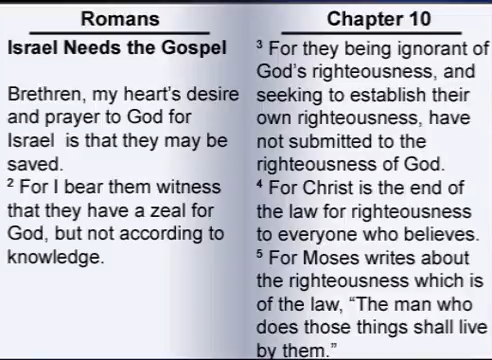 Romans
Israel Needs the Gospel
Brethren, my heart's desire
and prayer to God for
Israel is that they may be
saved.
² For I bear them witness
that they have a zeal for
God, but not according to
knowledge.
Chapter 10
³ For they being ignorant of
God's righteousness, and
seeking to establish their
own righteousness, have
not submitted to the
righteousness of God.
⁴ For Christ is the end of
the law for righteousness
to everyone who believes.
⁵ For Moses writes about
the righteousness which is
of the law, “The man who
does those things shall live
by them.”